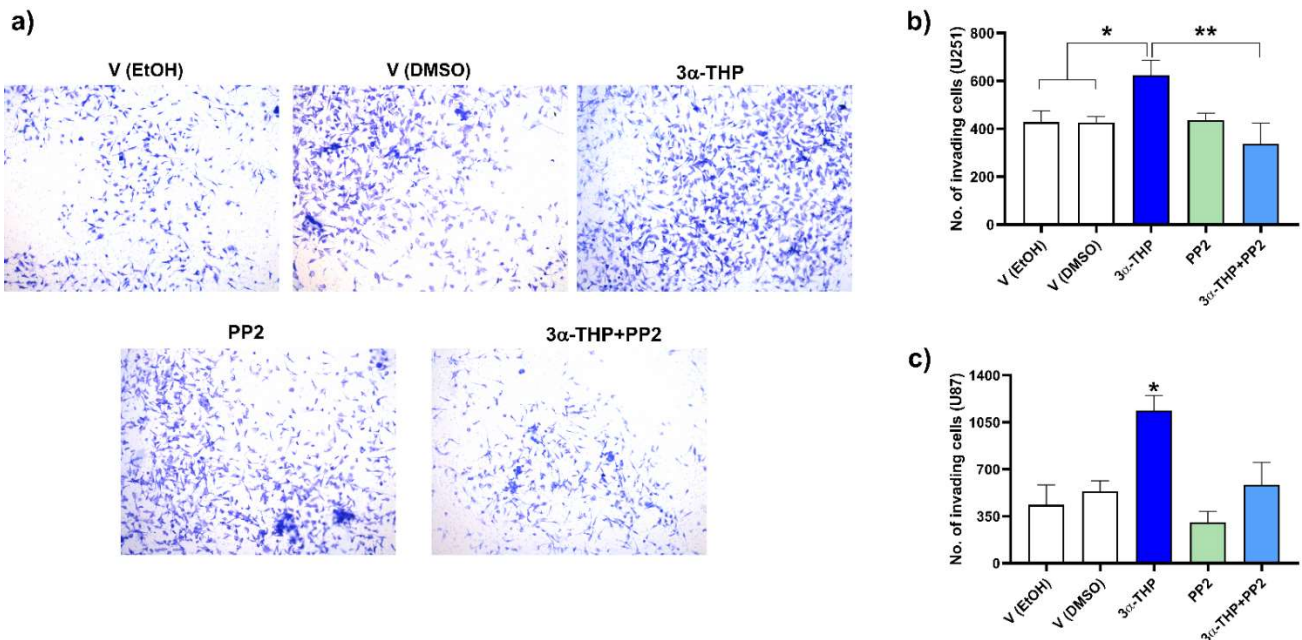 a)
V (EtOH)
V (DMSO)
3α-THP
PP2
3α-THP+PP2
b)
No. of invading cells (U251)
800
600
400
200
0
*
**
V (EtOH)
V (DMSO)
3α-THP
PP2
3α-THP+PP2
c)
No. of invading cells (U87)
1400
1050
700
350
0
*
V (EtOH)
V (DMSO)
3α-THP
PP2
3α-THP+PP2